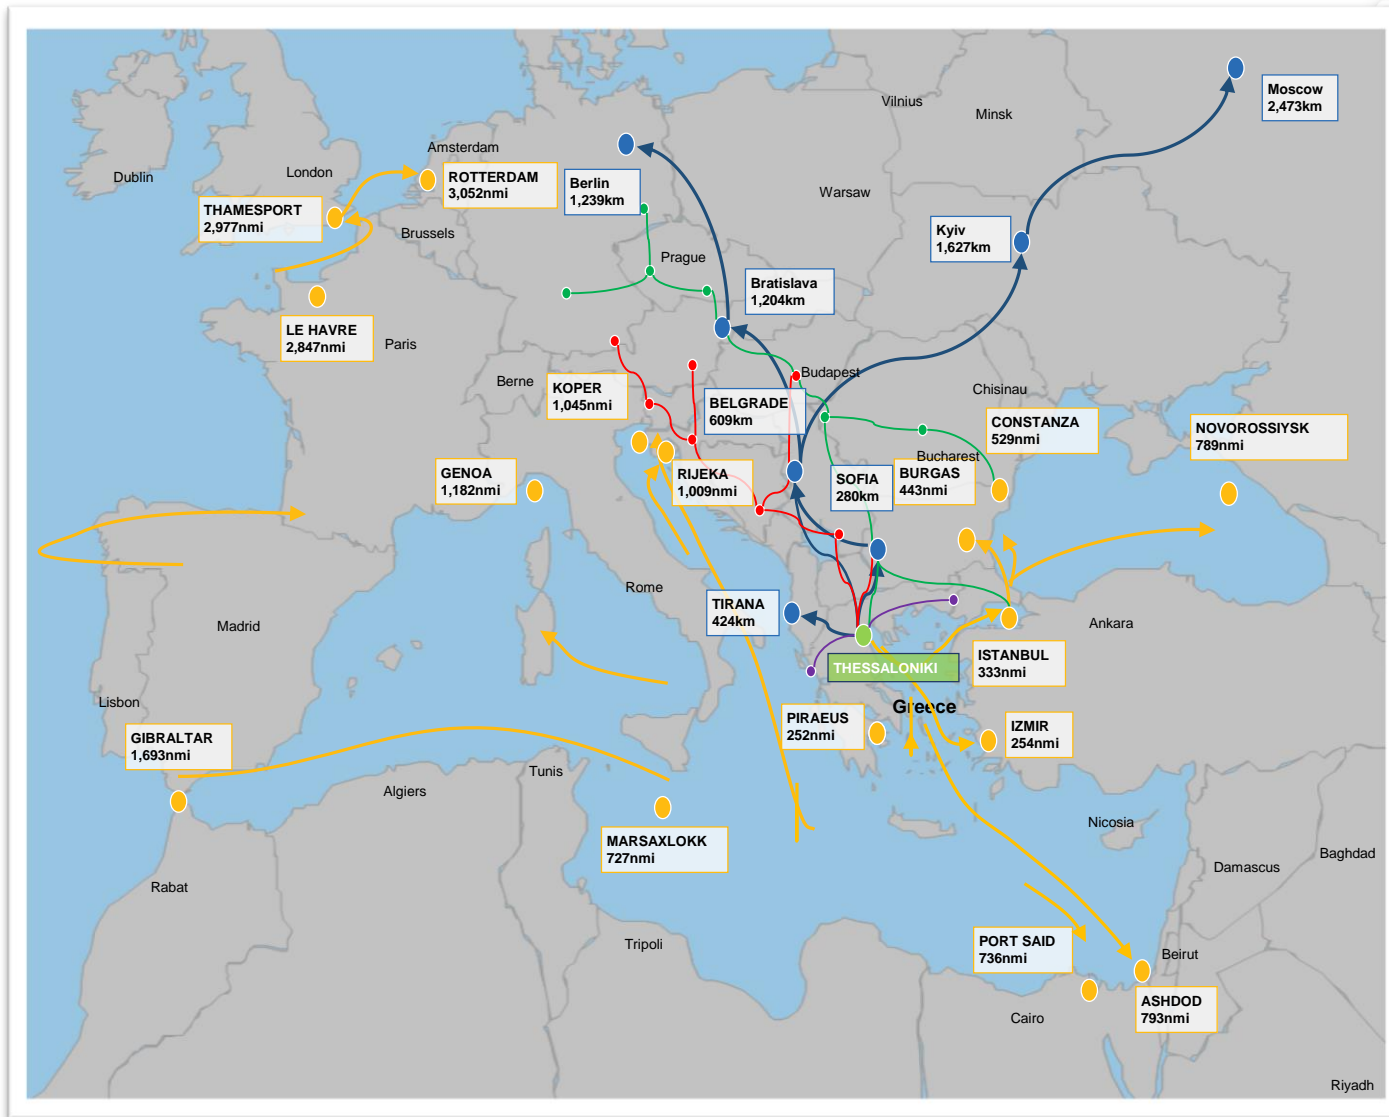 Moscow
2,473km
Vilnius
Minsk
Dublin
London
Amsterdam
ROTTERDAM
3,052nmi
Berlin
1,239km
Warsaw
THAMESPORT
2,977nmi
Brussels
Kyiv
1,627km
Prague
Bratislava
1,204km
LE HAVRE
2,847nmi
Paris
Berne
KOPER
1,045nmi
Budapest
Chisinau
BELGRADE
609km
CONSTANZA
529nmi
NOVOROSSIYSK
789nmi
Bucharest
GENOA
1,182nmi
RIJEKA
1,009nmi
SOFIA
280km
BURGAS
443nmi
Rome
TIRANA
424km
Madrid
Ankara
THESSALONIKI
ISTANBUL
333nmi
Lisbon
Greece
GIBRALTAR
1,693nmi
PIRAEUS
252nmi
IZMIR
254nmi
Tunis
Algiers
Nicosia
MARSAXLOKK
727nmi
Baghdad
Damascus
Rabat
Tripoli
PORT SAID
736nmi
Beirut
ASHDOD
793nmi
Cairo
Riyadh